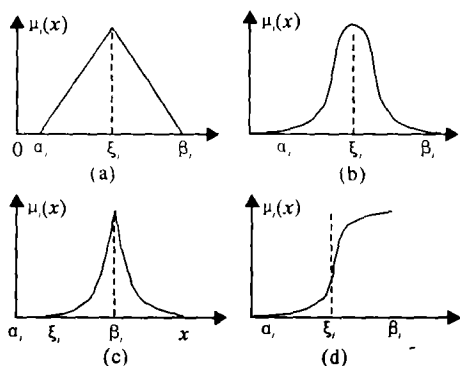 μᵢ(x)
0 αᵢ ξᵢ βᵢ
(a)
μᵢ(x)
αᵢ ξᵢ βᵢ
(b)
μᵢ(x)
αᵢ ξᵢ βᵢ x
(c)
μᵢ(x)
αᵢ ξᵢ βᵢ
(d)